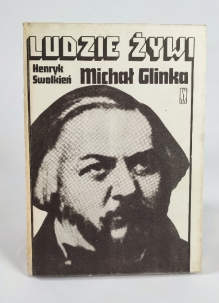 LUDZIE ŻYWI
Henryk
Swolkień
Michał Glinka